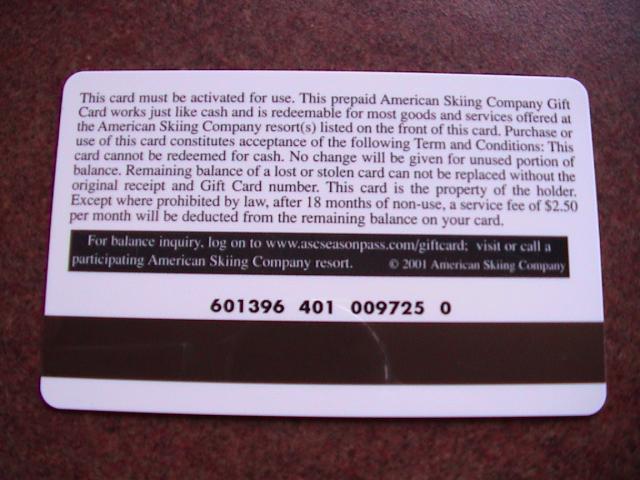 This card must be activated for use. This prepaid American Skiing Company Gift
Card works just like cash and is redeemable for most goods and services offered at
the American Skiing Company resort(s) listed on the front of this card. Purchase or
use of this card constitutes acceptance of the following Term and Conditions: This
card cannot be redeemed for cash. No change will be given for unused portion of
balance. Remaining balance of a lost or stolen card can not be replaced without the
original receipt and Gift Card number. This card is the property of the holder.
Except where prohibited by law, after 18 months of non-use, a service fee of $2.50
per month will be deducted from the remaining balance on your card.
For balance inquiry, log on to www.ascseasonpass.com/giftcard; visit or call a
participating American Skiing Company resort. © 2001 American Skiing Company
601396 401 009725 0